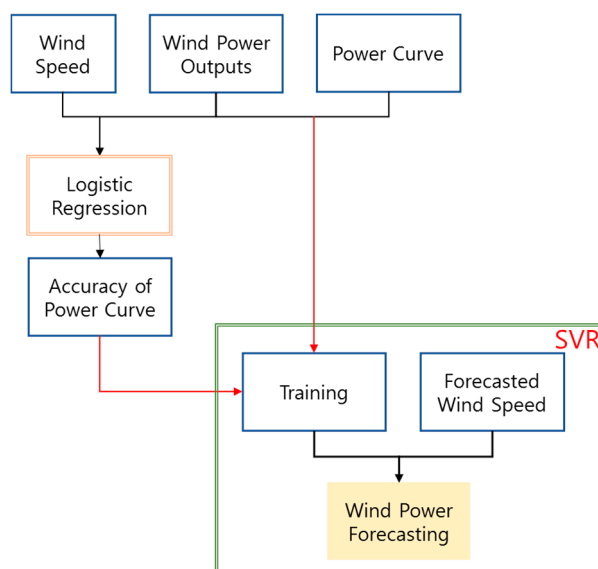 Wind
Speed
Wind Power
Outputs
Power Curve
Logistic
Regression
Accuracy of
Power Curve
SVR
Training
Forecasted
Wind Speed
Wind Power
Forecasting